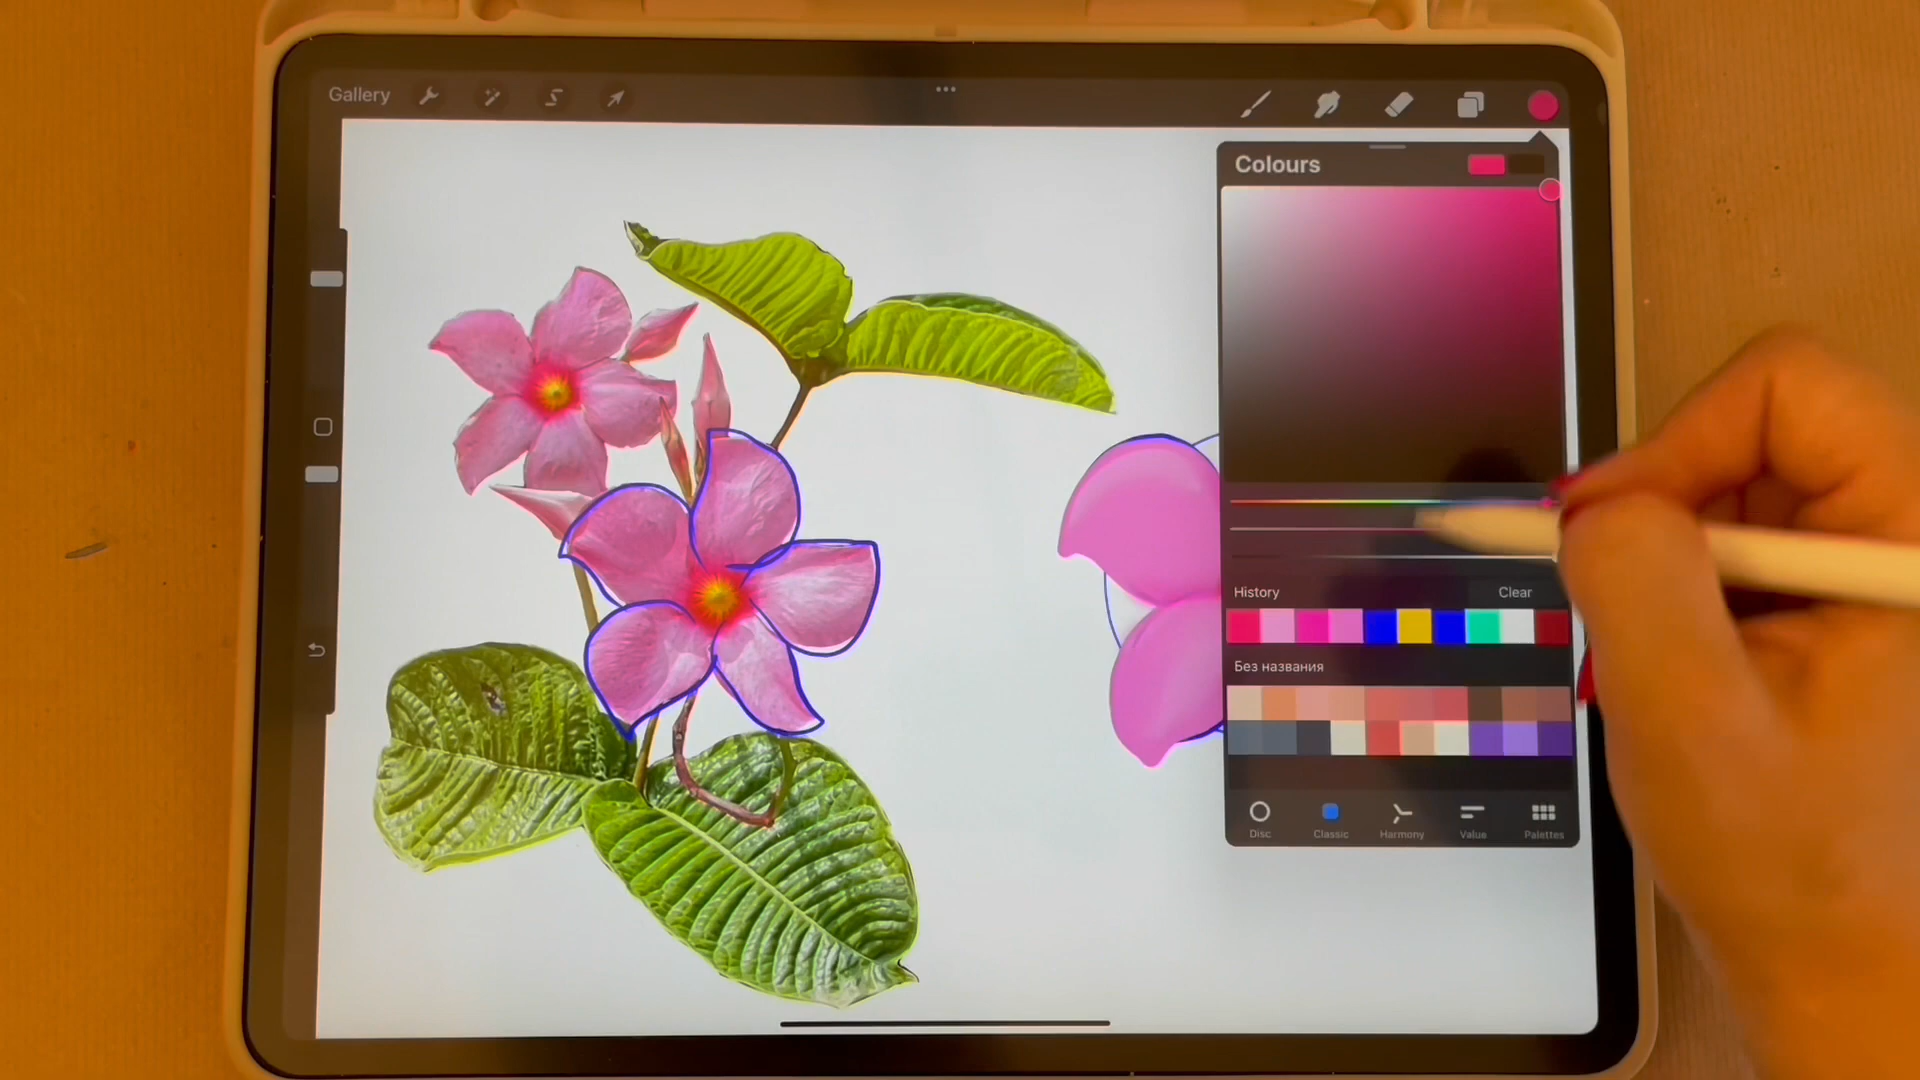 Gallery
Colours
History
Clear
Без названия
Disc
Classic
Harmony
Value
Palettes